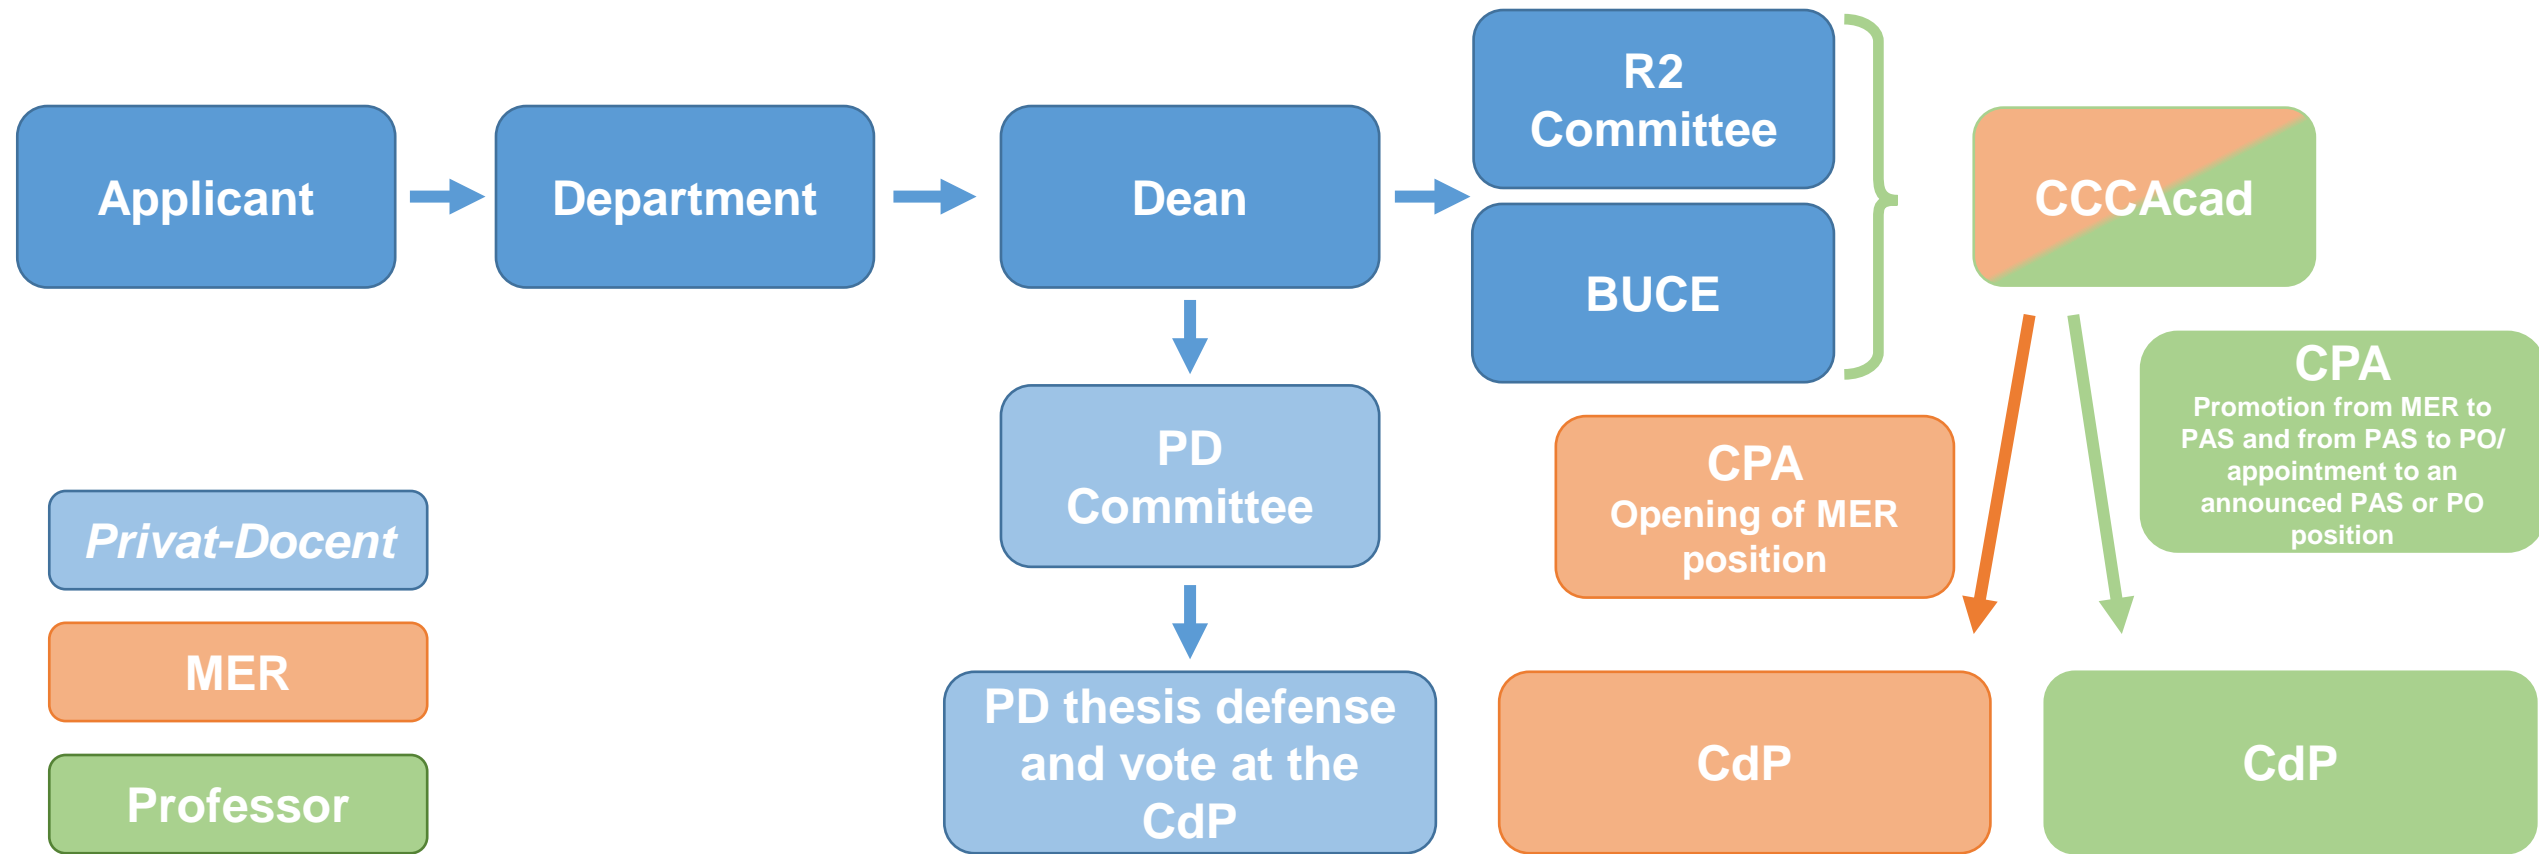 Applicant
Department
Dean
R2
Committee
BUCE
CCCAcad
PD
Committee
PD thesis defense
and vote at the
CdP
CPA
Opening of MER
position
CPA
Promotion from MER to
PAS and from PAS to PO/
appointment to an
announced PAS or PO
position
CdP
CdP
Privat-Docent
MER
Professor